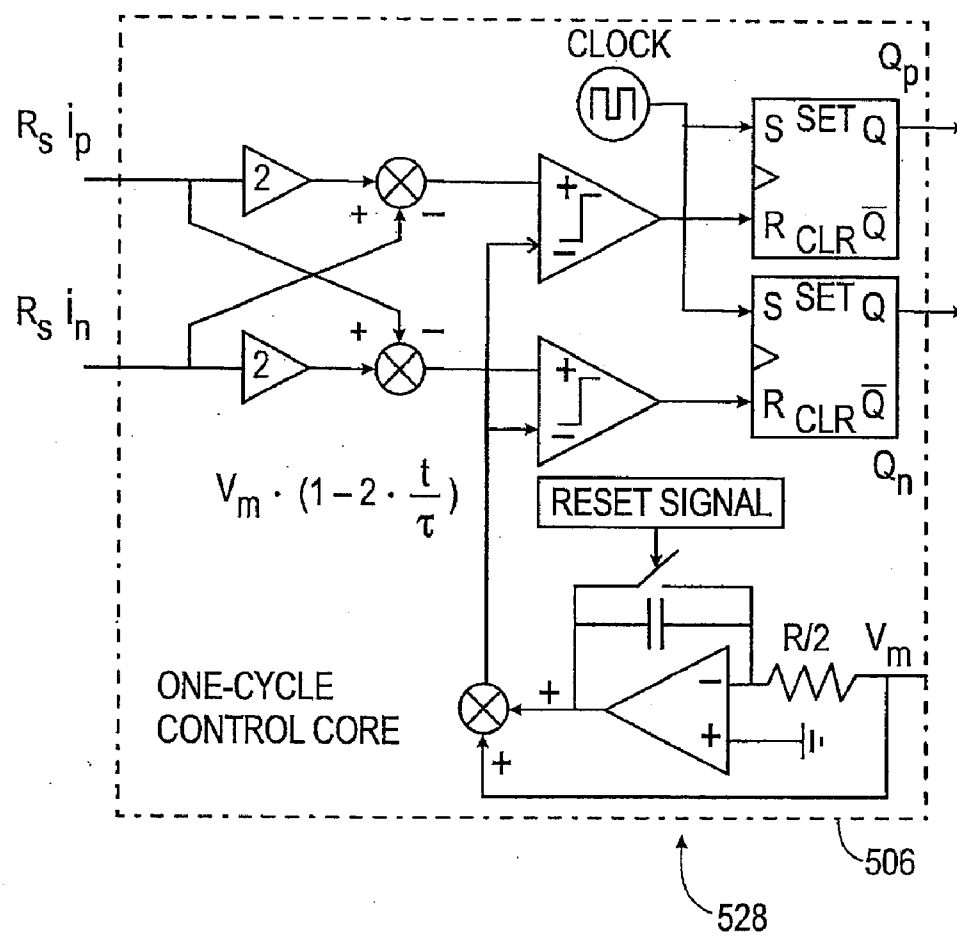 CLOCK
Qp
Rs ip
2
+
−
+
−
S SET Q
R CLR Q̅
Rs in
2
+
−
+
−
S SET Q
R CLR Q̅
Qn
Vm · (1 − 2 · t/τ)
RESET SIGNAL
R/2
Vm
ONE-CYCLE
CONTROL CORE
+
−
+
+
506
528